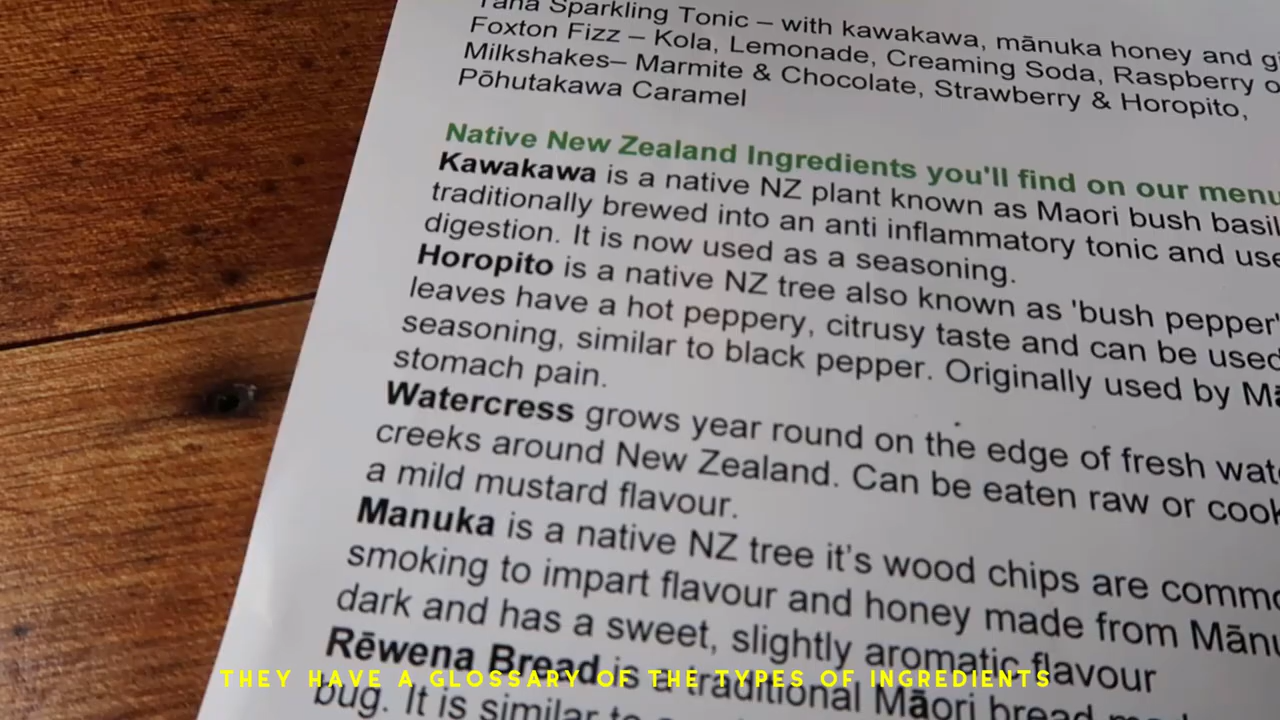 Sparkling Tonic – with kawakawa, mānuka honey and
Foxton Fizz – Kola, Lemonade, Creaming Soda, Raspberry
Milkshakes– Marmite & Chocolate, Strawberry & Horopito,
Pōhutakawa Caramel
Native New Zealand Ingredients you'll find on our menu
Kawakawa is a native NZ plant known as Maori bush basil
traditionally brewed into an anti inflammatory tonic and
digestion. It is now used as a seasoning.
Horopito is a native NZ tree also known as 'bush pepper'
leaves have a hot peppery, citrusy taste and can be used
seasoning, similar to black pepper. Originally used by
stomach pain.
Watercress grows year round on the edge of fresh
creeks around New Zealand. Can be eaten raw or
a mild mustard flavour.
Manuka is a native NZ tree it's wood chips are
smoking to impart flavour and honey made from
dark and has a sweet, slightly aromatic flavour
Rēwena Bread is a traditional Māori bread
bug. It is similar to
THEY HAVE A GLOSSARY OF THE TYPES OF INGREDIENTS